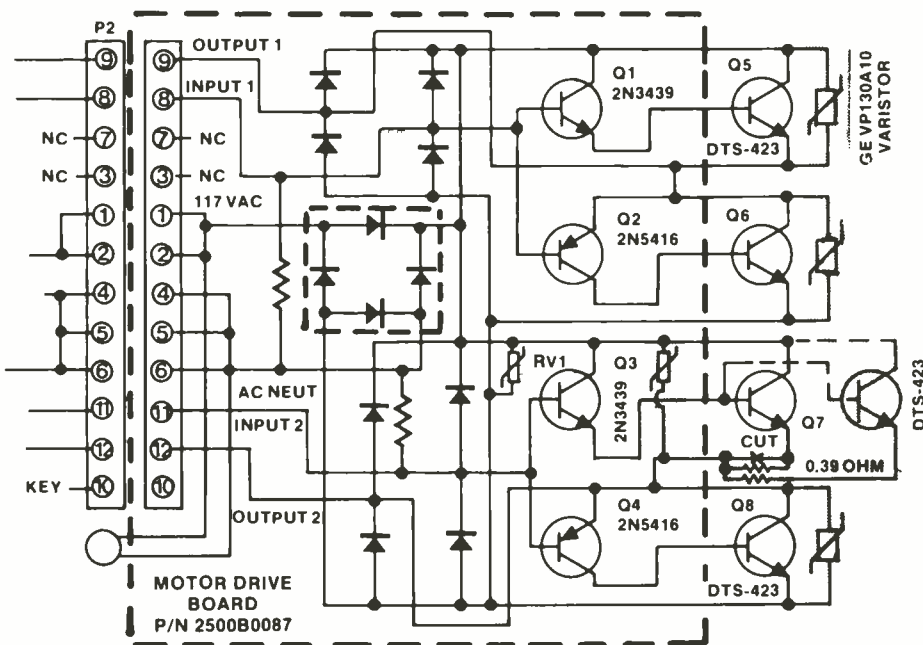 P2
9
8
7
3
1
2
4
5
6
11
12
K
NC
NC
KEY
9
8
7
3
1
2
4
5
6
11
12
10
OUTPUT 1
INPUT 1
NC
NC
117 VAC
AC NEUT
INPUT 2
OUTPUT 2
MOTOR DRIVE
BOARD
P/N 2500B0087
Q1
2N3439
Q2
2N5416
RV1
Q3
2N3439
Q4
2N5416
Q5
DTS-423
Q6
Q7
CUT
0.39 OHM
Q8
DTS-423
DTS-423
GE VP130A10
VARISTOR